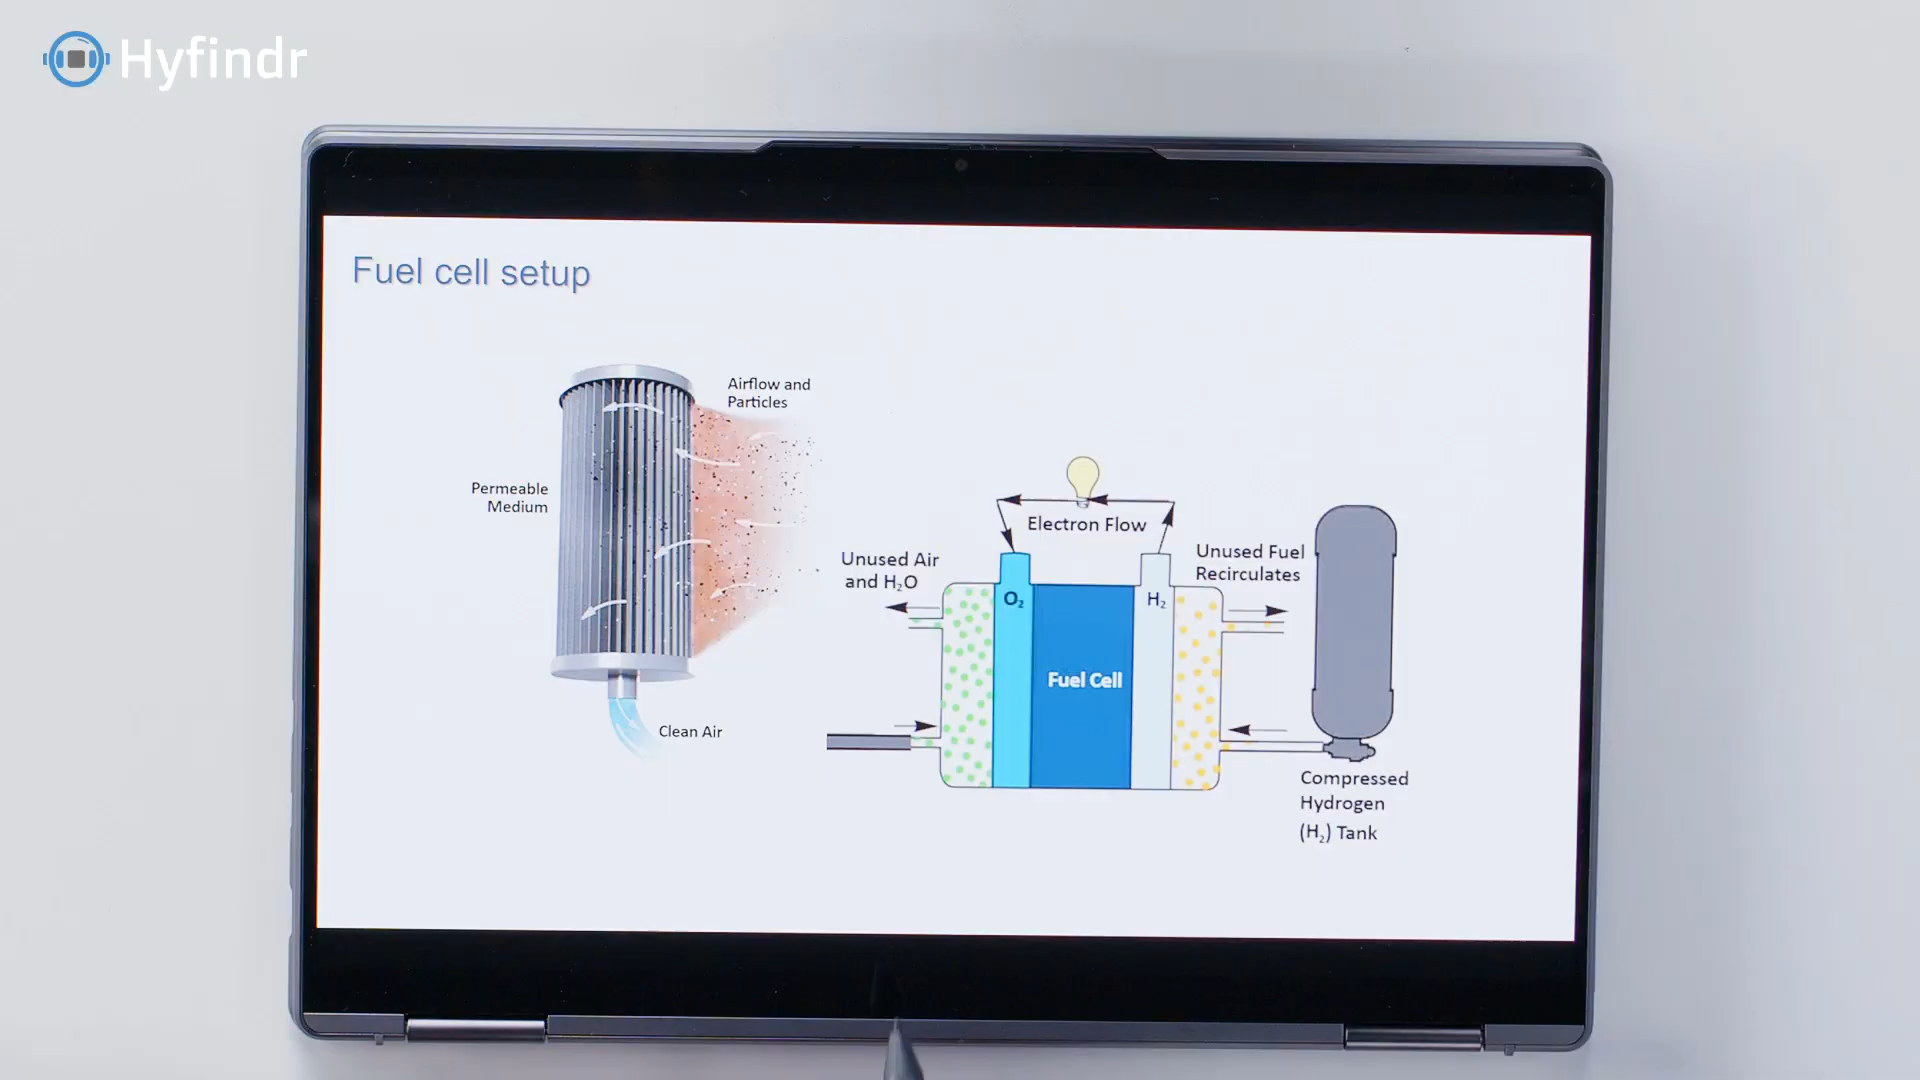 Hyfindr
Fuel cell setup
Airflow and
Particles
Permeable
Medium
Clean Air
Electron Flow
Unused Air
and H₂O
Unused Fuel
Recirculates
O₂
H₂
Fuel Cell
Compressed
Hydrogen
(H₂) Tank